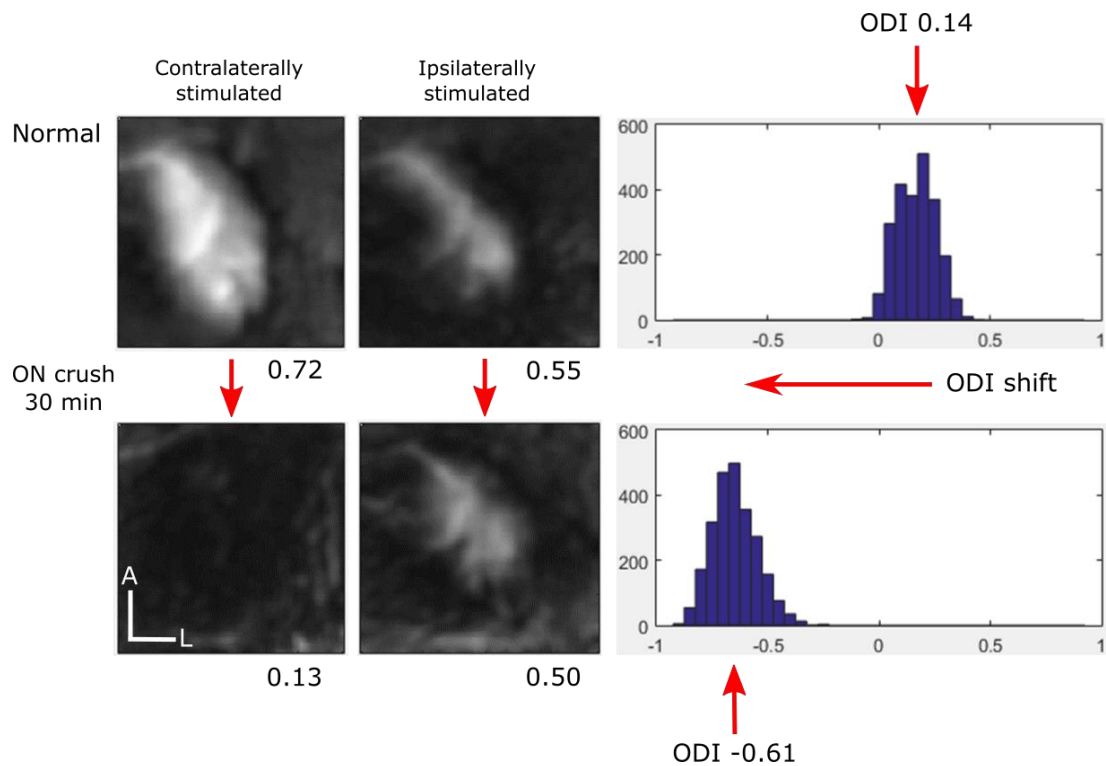 ODI 0.14
Contralaterally
stimulated
Ipsilaterally
stimulated
Normal
600
400
200
0
-1
-0.5
0
0.5
1
0.72
0.55
ON crush
30 min
ODI shift
600
400
200
0
-1
-0.5
0
0.5
1
A
L
0.13
0.50
ODI -0.61